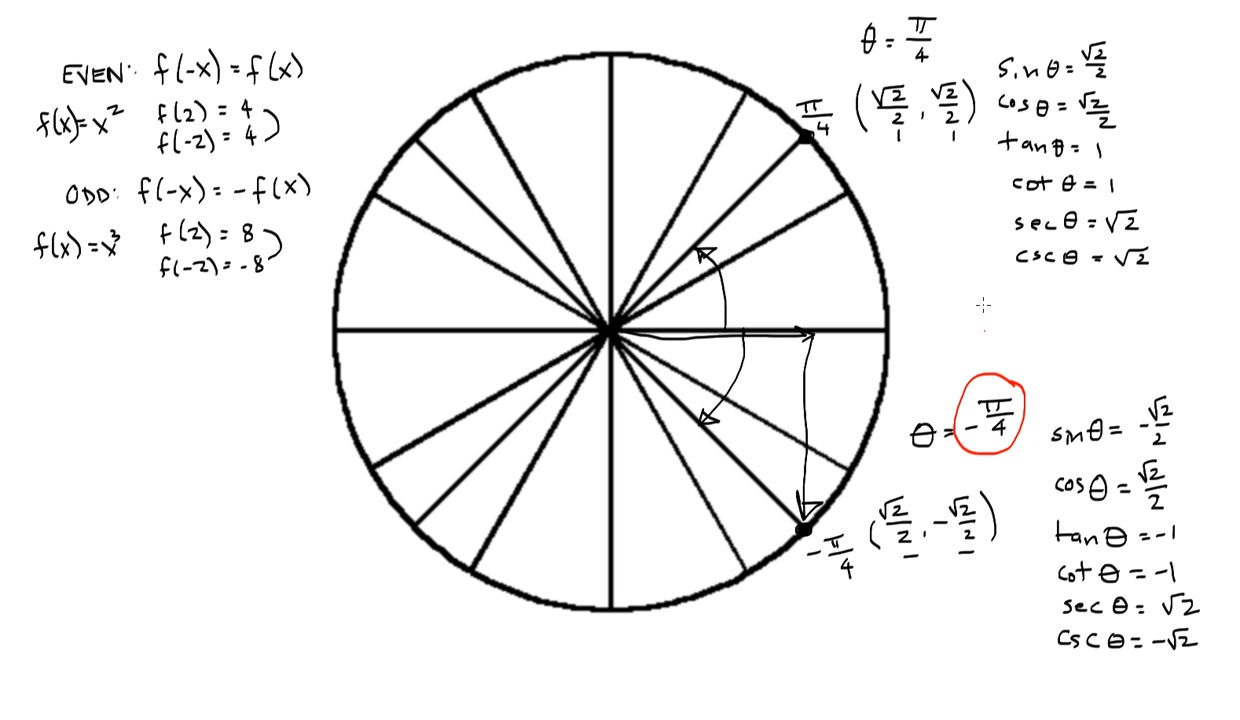 EVEN: f(-x) = f(x)
f(x)= x²
f(2) = 4
f(-2) = 4
ODD: f(-x) = -f(x)
f(x) = x³
f(2) = 8
f(-2) = -8
θ = π/4
π/4 (√2/2, √2/2)
sin θ = √2/2
cos θ = √2/2
tan θ = 1
cot θ = 1
sec θ = √2
csc θ = √2
θ = -π/4
-π/4 (√2/2, -√2/2)
sin θ = -√2/2
cos θ = √2/2
tan θ = -1
cot θ = -1
sec θ = √2
csc θ = -√2